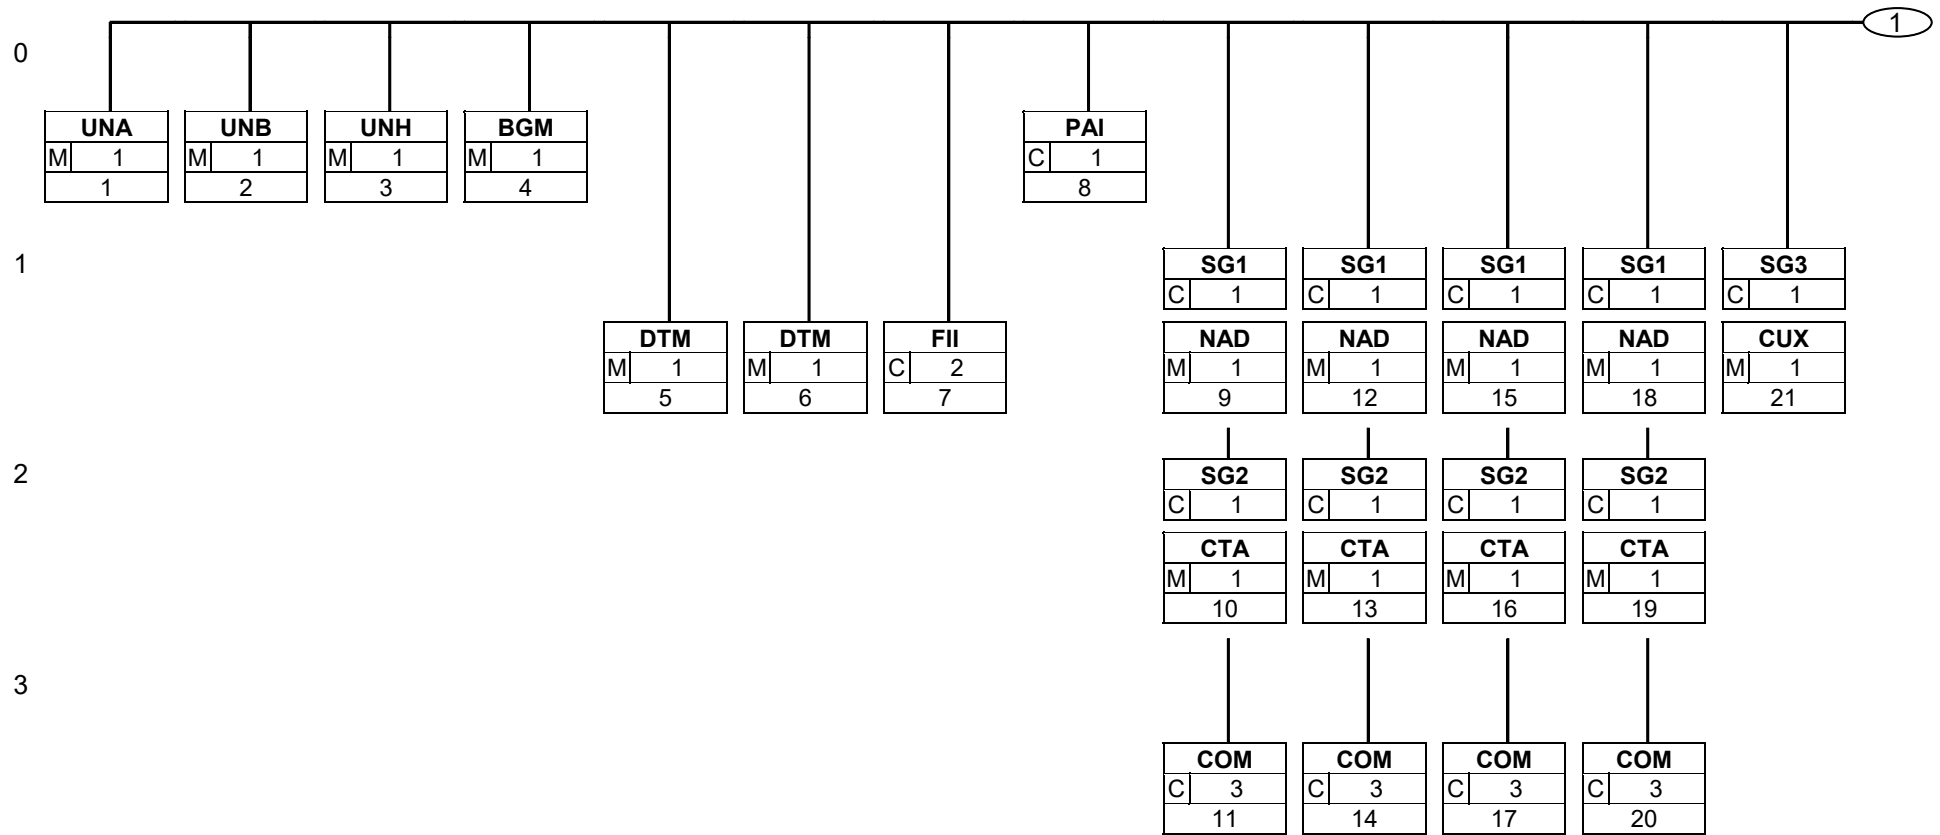 1
0
UNA UNB UNH BGM PAI
M 1 M 1 M 1 M 1 C 1
1 2 3 4 8
1
SG1 SG1 SG1 SG1 SG3
C 1 C 1 C 1 C 1 C 1
DTM DTM FII NAD NAD NAD NAD CUX
M 1 M 1 C 2 M 1 M 1 M 1 M 1 M 1
5 6 7 9 12 15 18 21
2
SG2 SG2 SG2 SG2
C 1 C 1 C 1 C 1
CTA CTA CTA CTA
M 1 M 1 M 1 M 1
10 13 16 19
3
COM COM COM COM
C 3 C 3 C 3 C 3
11 14 17 20